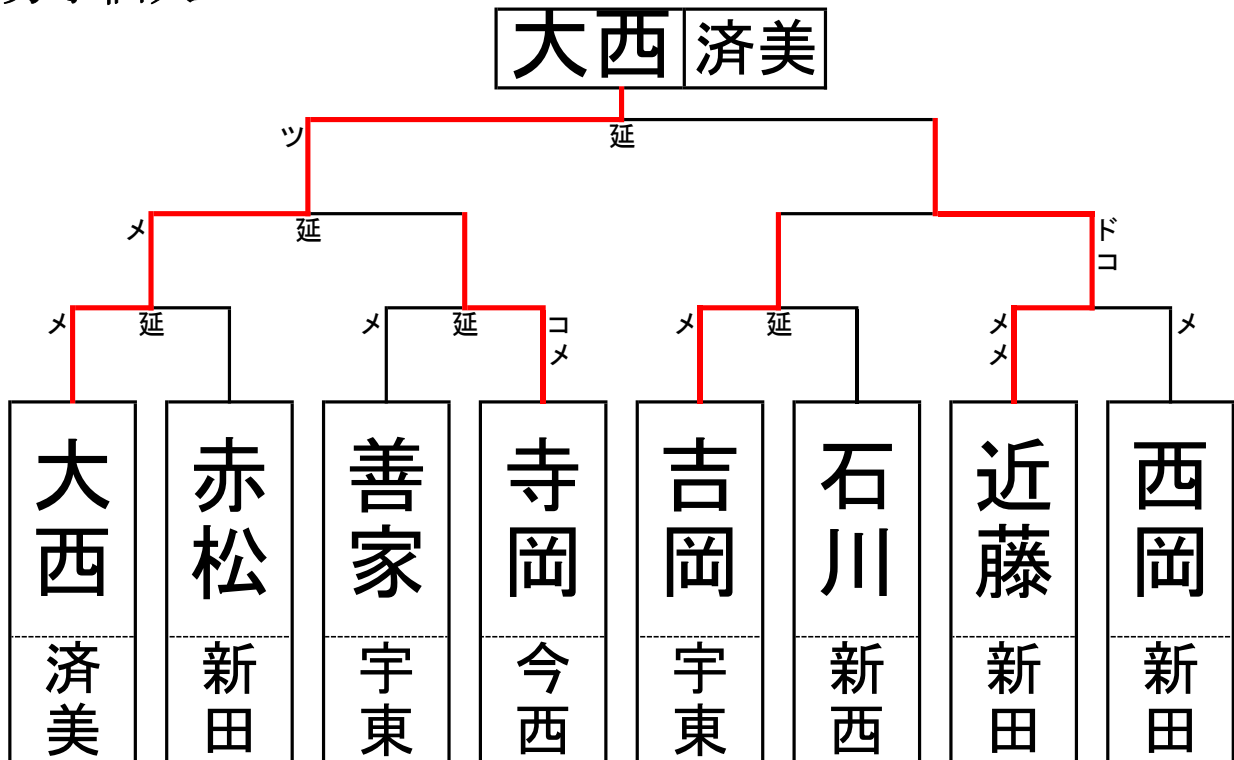 大西 済美
ツ 延
メ 延 ド
コ
メ 延 メ 延 コ メ 延 メ メ
メ メ
大西 赤松 善家 寺岡 吉岡 石川 近藤 西岡
済美 新田 宇東 今西 宇東 新西 新田 新田